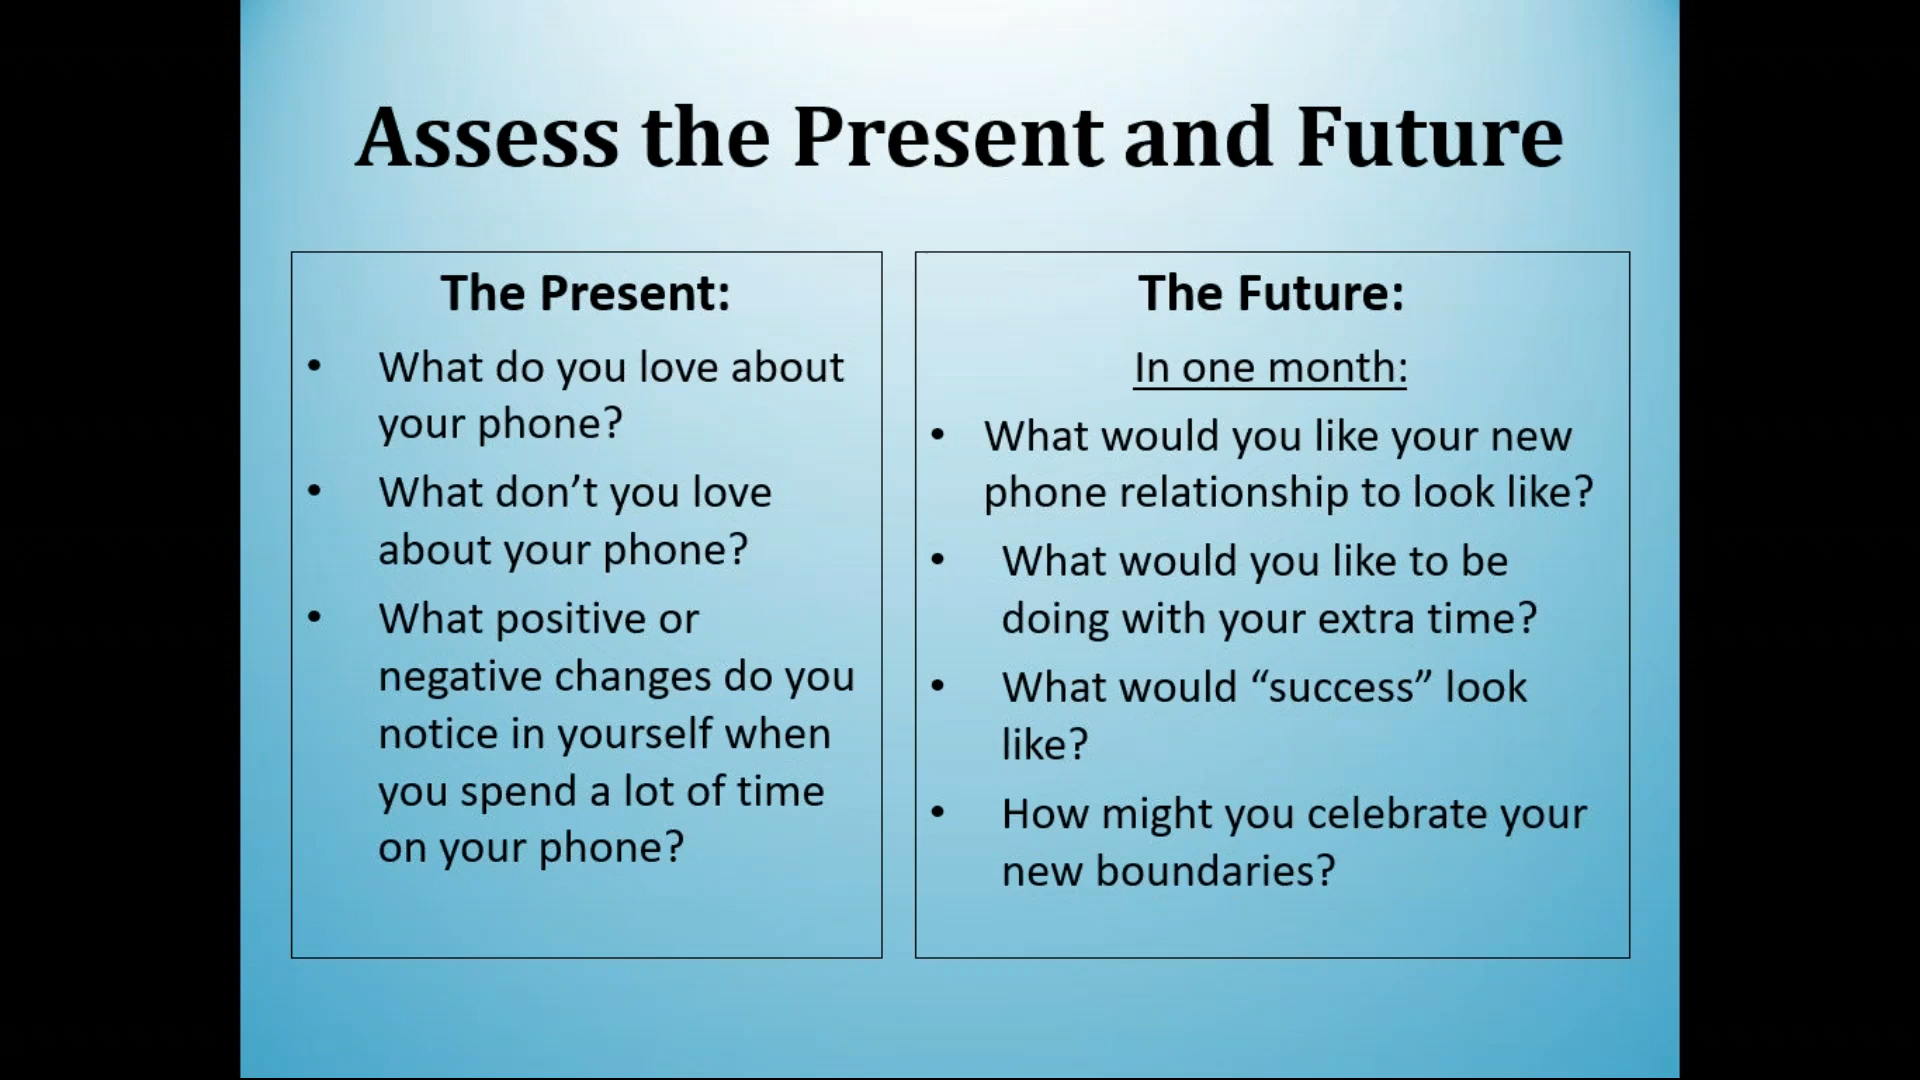 Assess the Present and Future
The Present:
• What do you love about
your phone?
• What don’t you love
about your phone?
• What positive or
negative changes do you
notice in yourself when
you spend a lot of time
on your phone?
The Future:
In one month:
• What would you like your new
phone relationship to look like?
• What would you like to be
doing with your extra time?
• What would “success” look
like?
• How might you celebrate your
new boundaries?